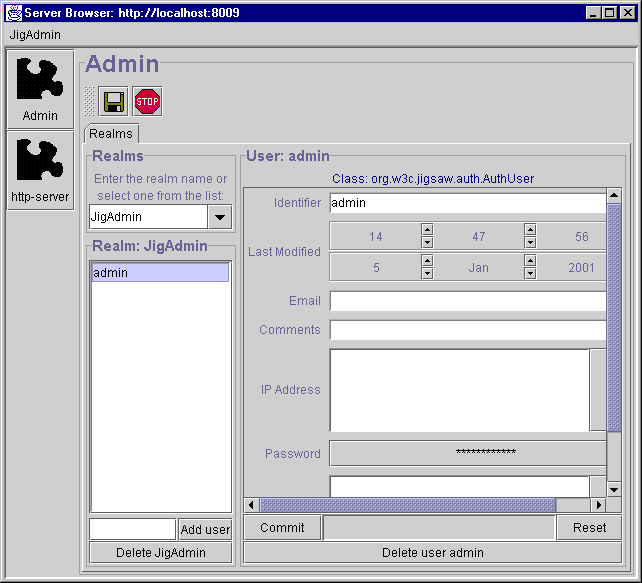 Server Browser: http://localhost:8009
JigAdmin
Admin
http-server
Admin
STOP
Realms
Realms
Enter the realm name or
select one from the list:
JigAdmin
Realm: JigAdmin
admin
Add user
Delete JigAdmin
User: admin
Class: org.w3c.jigsaw.auth.AuthUser
Identifier admin
Last Modified 14 47 56
5 Jan 2001
Email
Comments
IP Address
Password ************
Commit Reset
Delete user admin